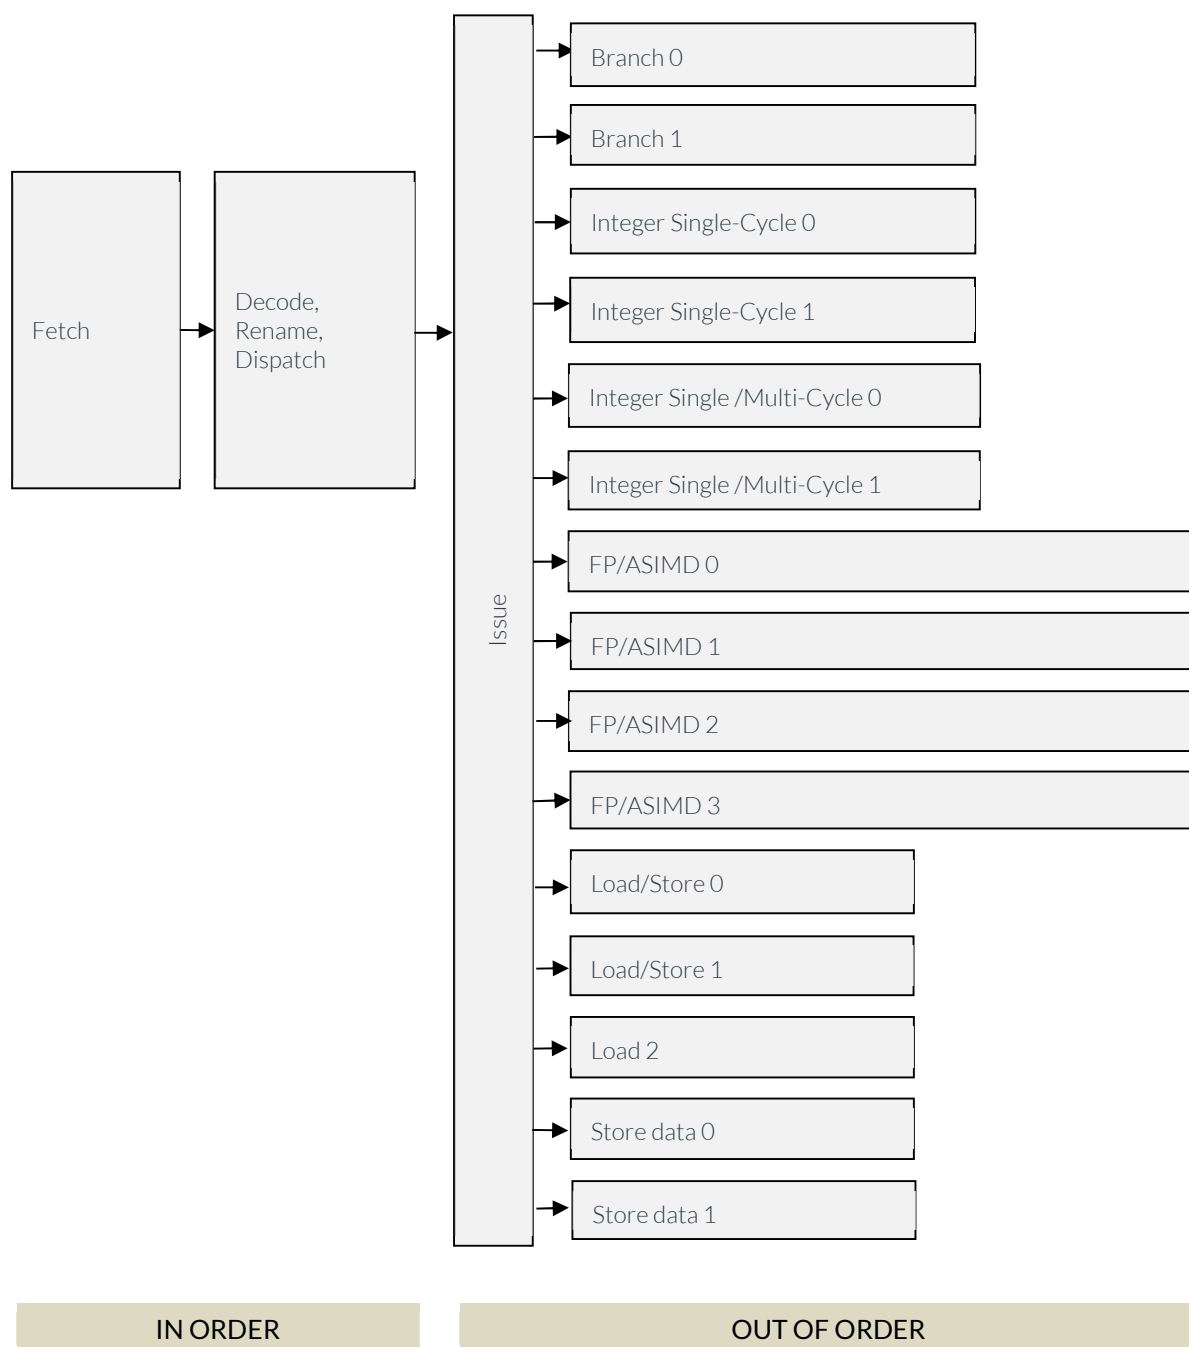 Fetch
Decode,
Rename,
Dispatch
Issue
Branch 0
Branch 1
Integer Single-Cycle 0
Integer Single-Cycle 1
Integer Single /Multi-Cycle 0
Integer Single /Multi-Cycle 1
FP/ASIMD 0
FP/ASIMD 1
FP/ASIMD 2
FP/ASIMD 3
Load/Store 0
Load/Store 1
Load 2
Store data 0
Store data 1
IN ORDER
OUT OF ORDER